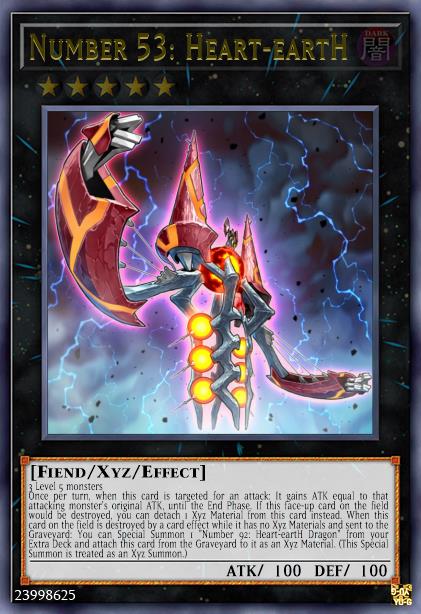 Number 53: Heart-eartH
DARK
闇
[Fiend/Xyz/Effect]
3 Level 5 monsters
Once per turn, when this card is targeted for an attack: It gains ATK equal to that
attacking monster's original ATK, until the End Phase. If this face-up card on the field
would be destroyed, you can detach 1 Xyz Material from this card instead. When this
card on the field is destroyed by a card effect while it has no Xyz Materials and sent to the
Graveyard: You can Special Summon 1 "Number 92: Heart-eartH Dragon" from your
Extra Deck and attach this card from the Graveyard to it as an Xyz Material. (This Special
Summon is treated as an Xyz Summon.)
ATK/ 100 DEF/ 100
23998625